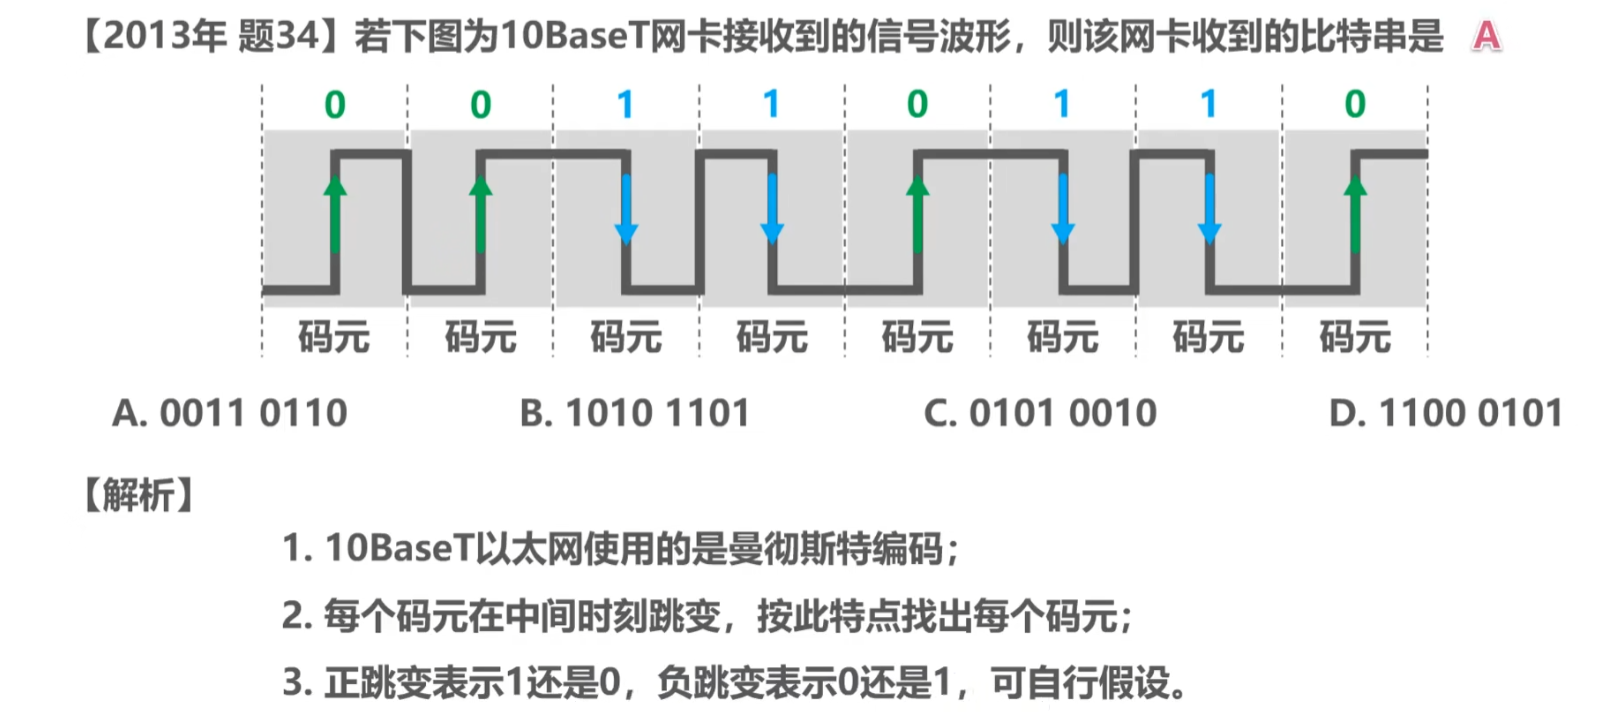 【2013年 题34】若下图为10BaseT网卡接收到的信号波形，则该网卡收到的比特串是 A
0 0 1 1 0 1 1 0
码元 码元 码元 码元 码元 码元 码元 码元
A. 0011 0110 B. 1010 1101 C. 0101 0010 D. 1100 0101
【解析】
1. 10BaseT以太网使用的是曼彻斯特编码；
2. 每个码元在中间时刻跳变，按此特点找出每个码元；
3. 正跳变表示1还是0，负跳变表示0还是1，可自行假设。